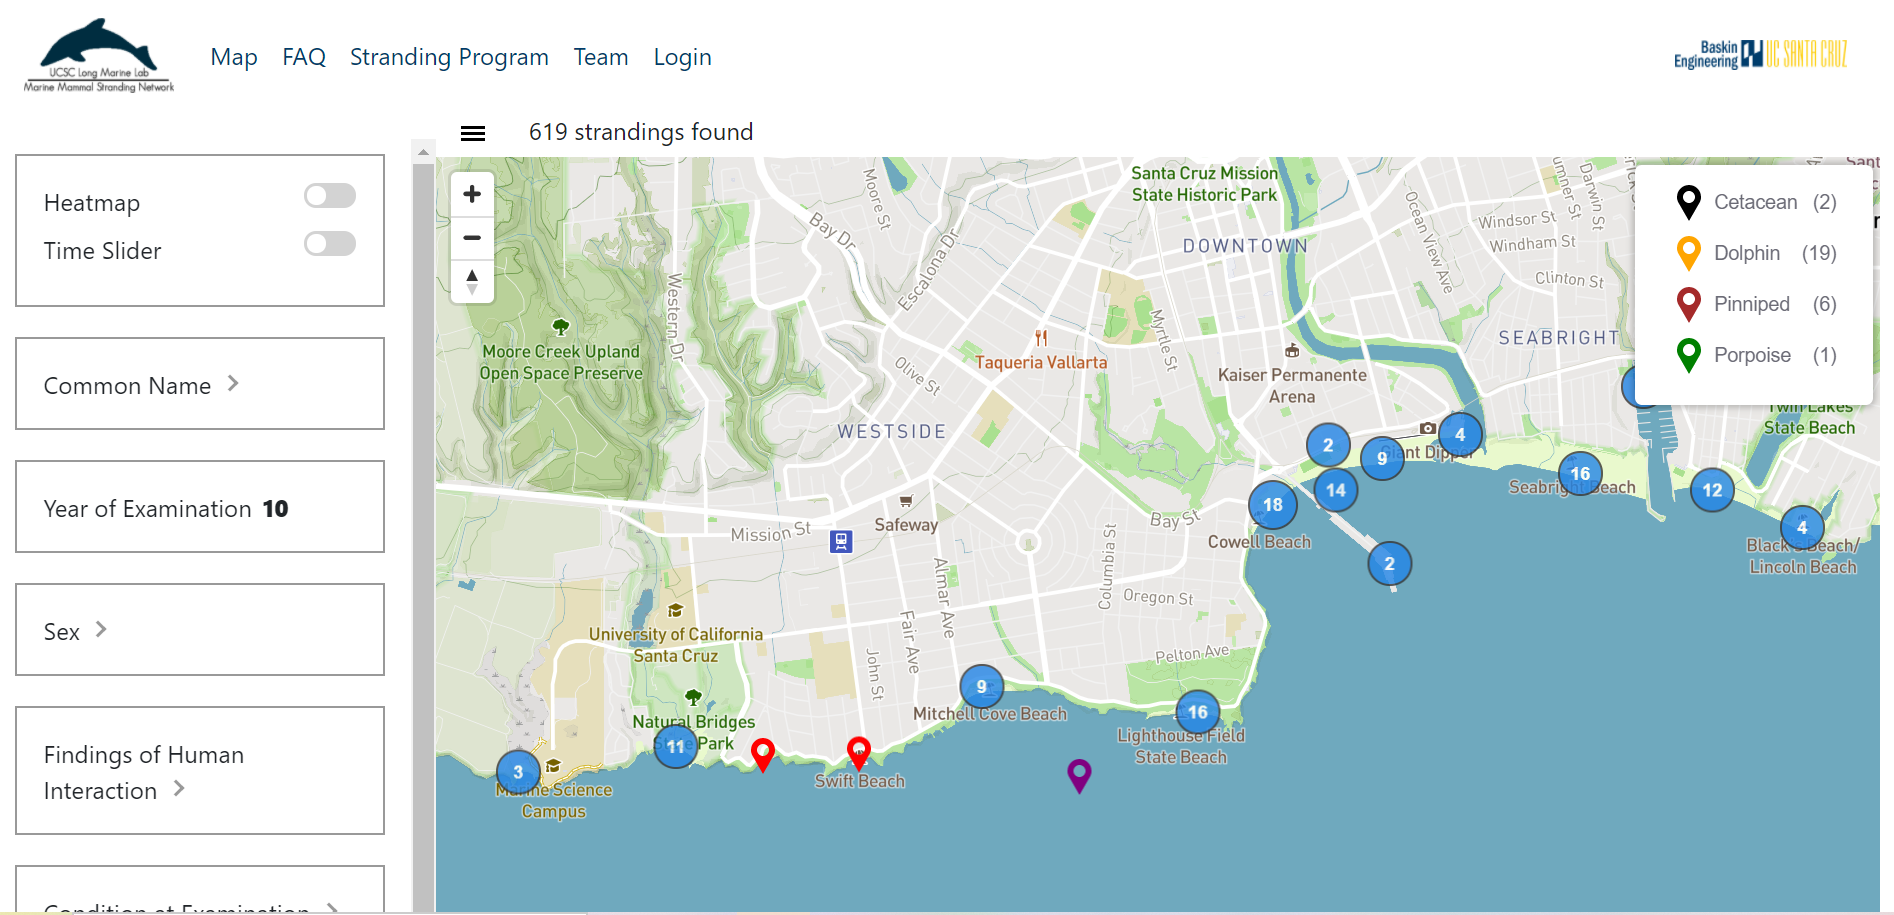 UCSC Long Marine Lab
Marine Mammal Stranding Network
Map FAQ Stranding Program Team Login
Baskin
Engineering UC SANTA CRUZ
619 strandings found
Heatmap
Time Slider
Common Name
Year of Examination 10
Sex
Findings of Human
Interaction
Condition at Examination
Cetacean (2)
Dolphin (19)
Pinniped (6)
Porpoise (1)
Santa Cruz Mission
State Historic Park
Moore St
Bay Dr
Escalona Dr
Western Dr
DOWNTOWN
Ocean View Ave
Windsor St
Windham St
Clinton St
Darwin St
SEABRIGHT
Moore Creek Upland
Open Space Preserve
Taqueria Vallarta
Myrtle St
Olive St
Kaiser Permanente
Arena
WESTSIDE
Twin Lakes
State Beach
2
9
4
Giant Dipper
16
Seabright Beach
12
18
14
4
Black's Beach/
Lincoln Beach
Cowell Beach
2
Safeway
Mission St
Bay St
Columbia St
Almar Ave
Oregon St
Fair Ave
John St
Pelton Ave
University of California
Santa Cruz
9
Mitchell Cove Beach
16
Lighthouse Field
State Beach
Natural Bridges
State Park
11
Swift Beach
3
Marine Science
Campus